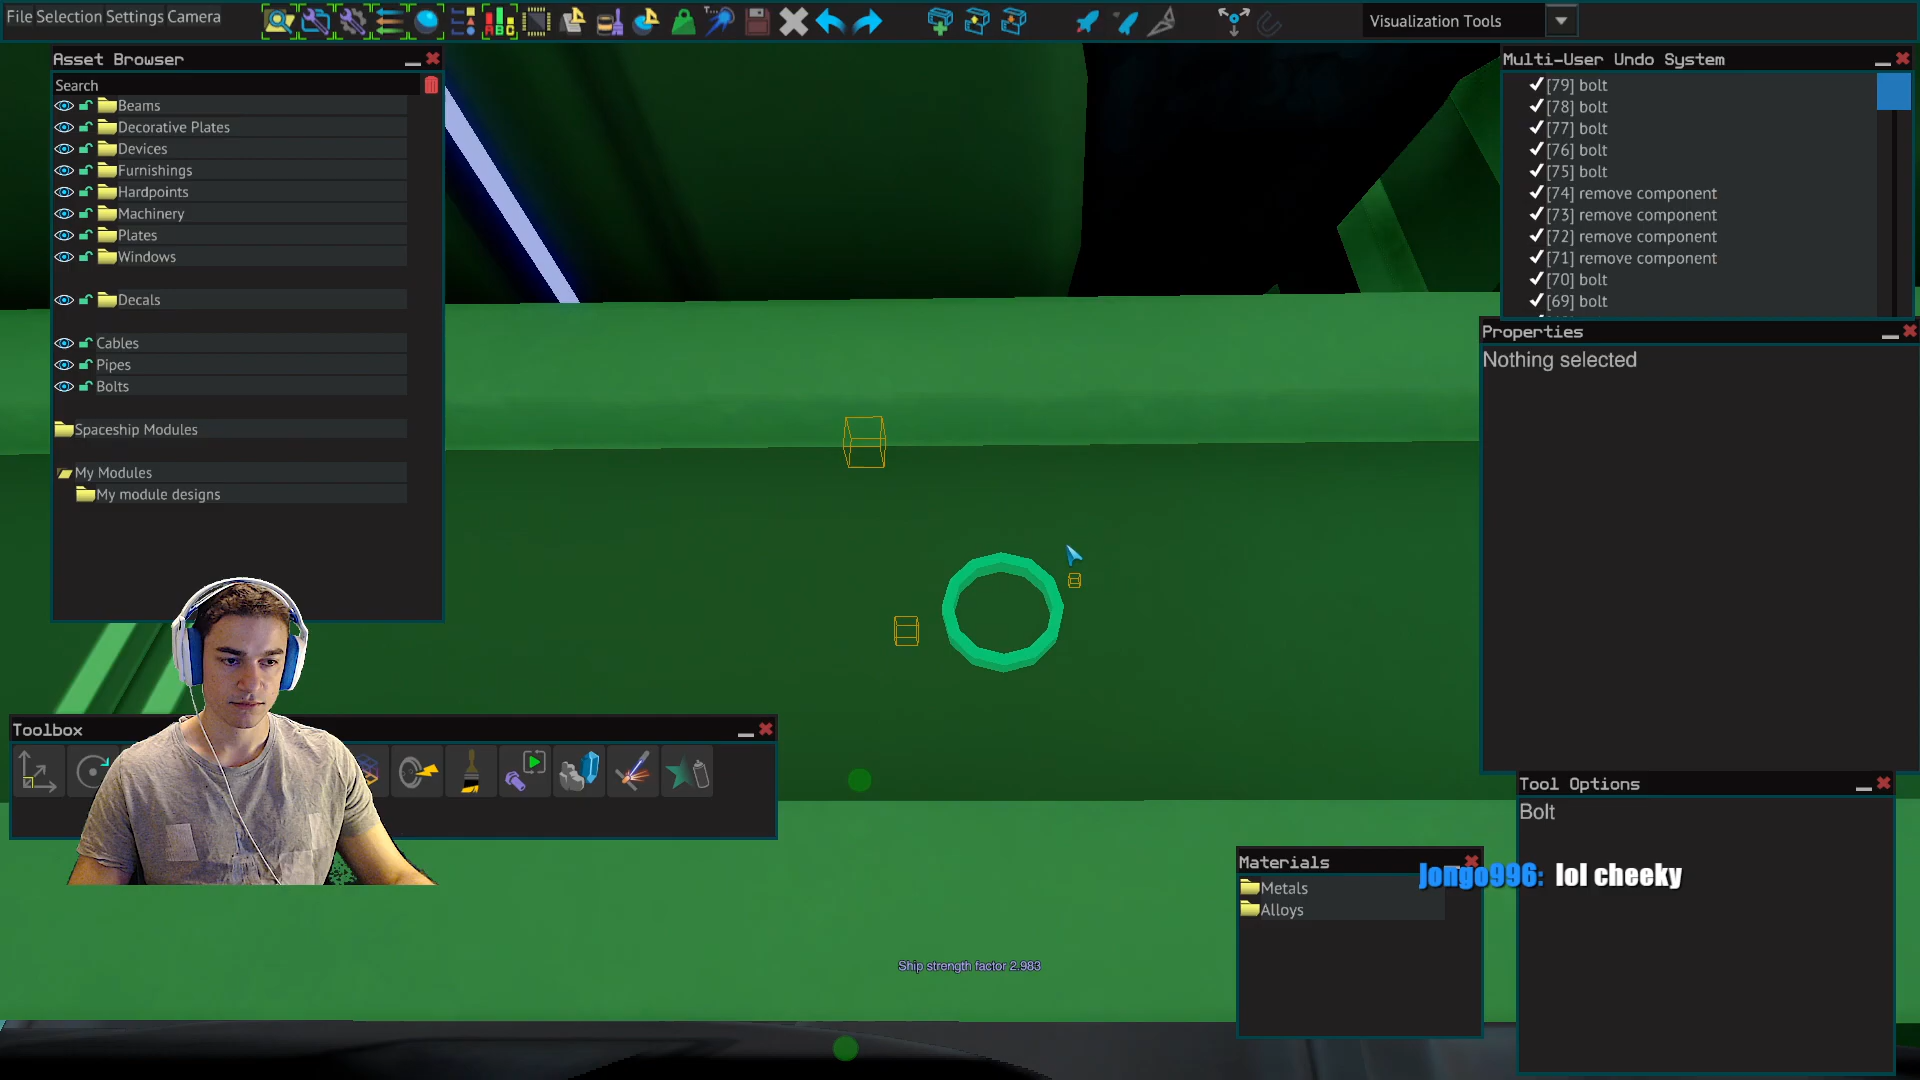 File Selection Settings Camera
ABC
Visualization Tools
Asset Browser
Search
Beams
Decorative Plates
Devices
Furnishings
Hardpoints
Machinery
Plates
Windows
Decals
Cables
Pipes
Bolts
Spaceship Modules
My Modules
My module designs
Multi-User Undo System
[79] bolt
[78] bolt
[77] bolt
[76] bolt
[75] bolt
[74] remove component
[73] remove component
[72] remove component
[71] remove component
[70] bolt
[69] bolt
Properties
Nothing selected
Toolbox
Tool Options
Bolt
Materials
Metals
Alloys
jongo996: lol cheeky
Ship strength factor 2.983